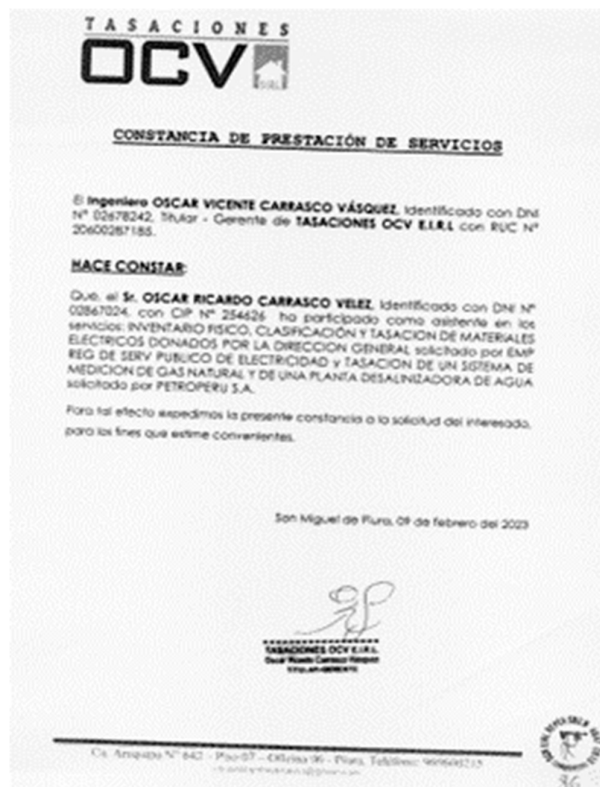 TASACIONES
OCV
E.I.R.L
CONSTANCIA DE PRESTACIÓN DE SERVICIOS
El Ingeniero OSCAR VICENTE CARRASCO VÁSQUEZ, Identificado con DNI
N° 02678242, Titular - Gerente de TASACIONES OCV E.I.R.L con RUC N°
20600287185.
HACE CONSTAR:
Que, el Sr. OSCAR RICARDO CARRASCO VELEZ, Identificado con DNI N°
02867024, con CIP N° 254626 ha participado como asistente en los
servicios: INVENTARIO FISICO, CLASIFICACIÓN Y TASACION DE MATERIALES
ELECTRICOS DONADOS POR LA DIRECCION GENERAL solicitado por EMP
REG DE SERV PUBLICO DE ELECTRICIDAD y TASACION DE UN SISTEMA DE
MEDICION DE GAS NATURAL Y DE UNA PLANTA DESALINIZADORA DE AGUA
solicitado por PETROPERU S.A.
Para tal efecto expedimos la presente constancia a la solicitud del interesado,
para los fines que estime convenientes.
San Miguel de Piura, 09 de febrero del 2023
TASACIONES OCV E.I.R.L.
Oscar Ricardo Carrasco Vásquez
TITULAR-GERENTE
Ca. Arequipa N° 642 - Piso 07 - Oficina 06 - Piura, Teléfono: